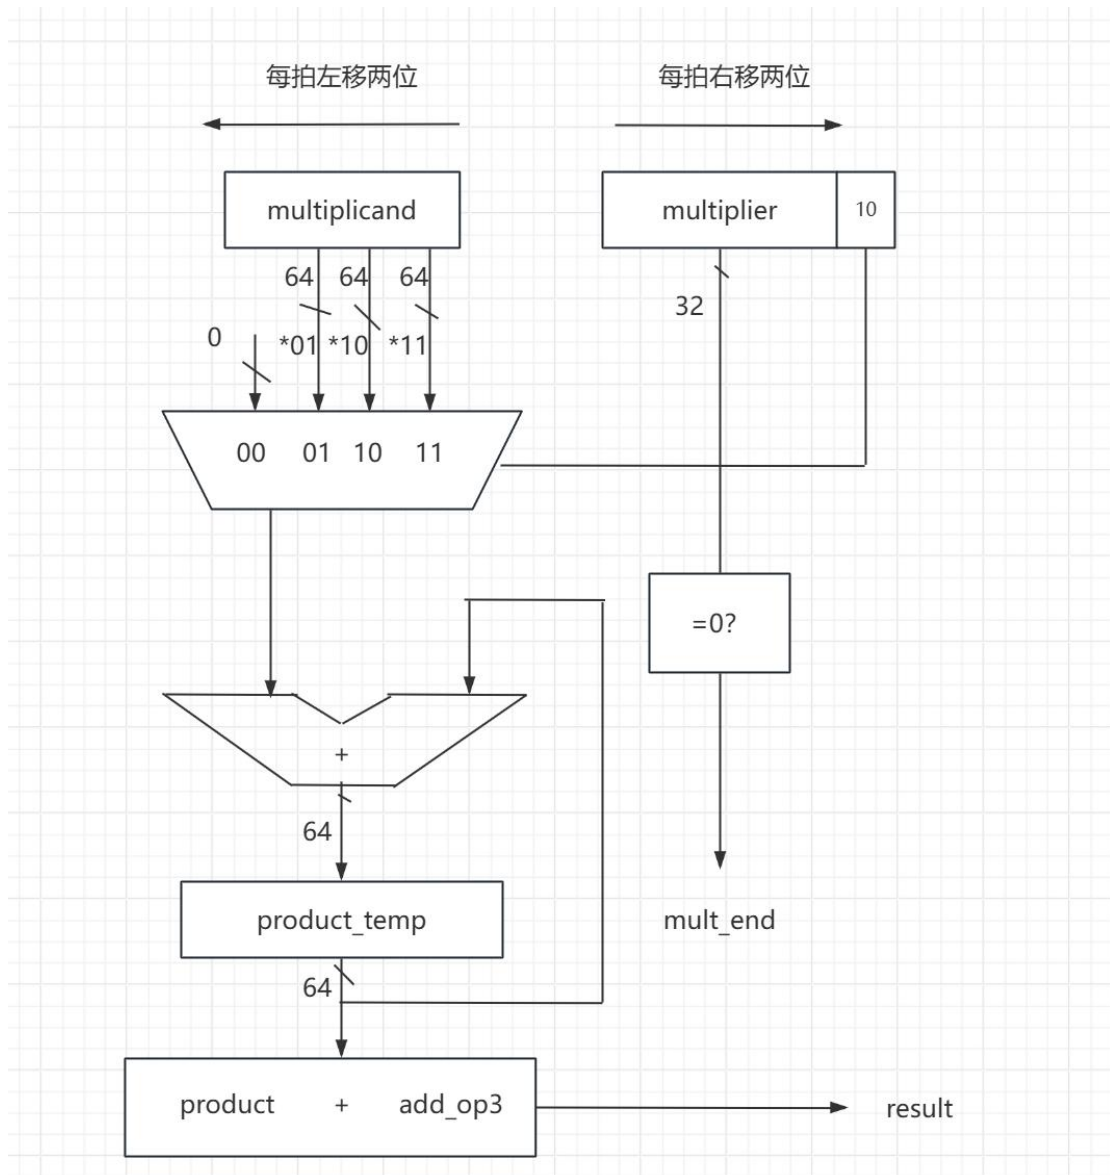 每拍左移两位 每拍右移两位
multiplicand multiplier 10
64 64 64
32
0 *01 *10 *11
00 01 10 11
=0?
+
64
product_temp mult_end
64
product + add_op3 result